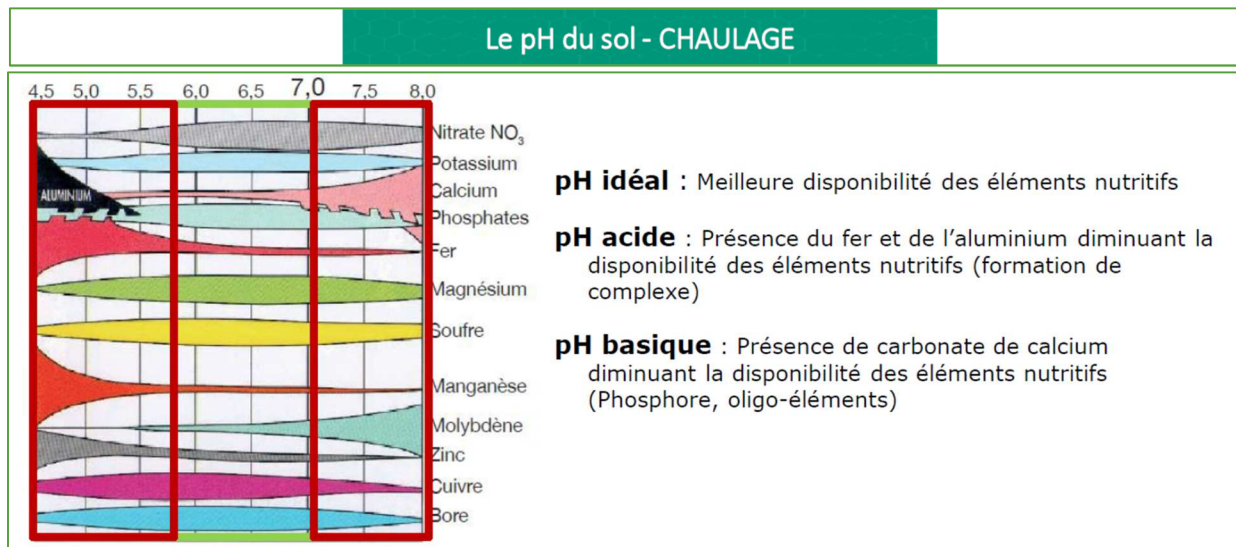 Le pH du sol - CHAULAGE
4,5 5,0 5,5 6,0 6,5 7,0 7,5 8,0
Nitrate NO3
Potassium
ALUMINIUM
Calcium
Phosphates
Fer
Magnésium
Soufre
Manganèse
Molybdène
Zinc
Cuivre
Bore
pH idéal : Meilleure disponibilité des éléments nutritifs
pH acide : Présence du fer et de l'aluminium diminuant la
disponibilité des éléments nutritifs (formation de
complexe)
pH basique : Présence de carbonate de calcium
diminuant la disponibilité des éléments nutritifs
(Phosphore, oligo-éléments)